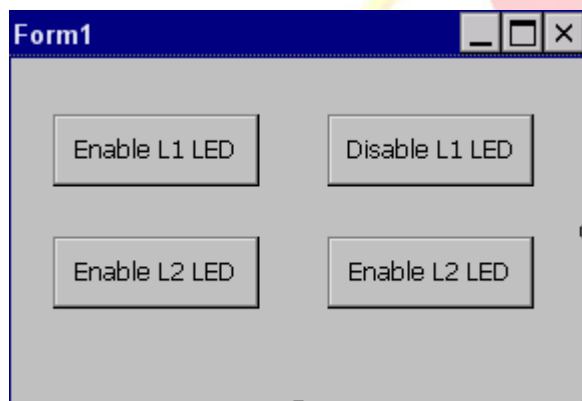 Form1
Enable L1 LED Disable L1 LED
Enable L2 LED Enable L2 LED